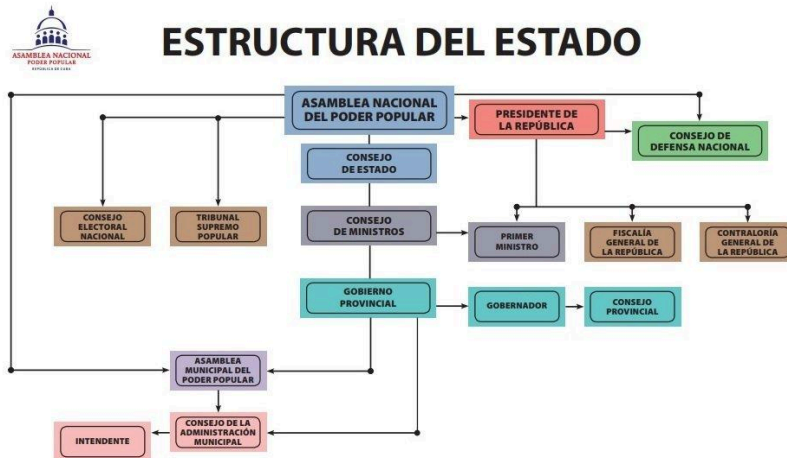 ESTRUCTURA DEL ESTADO
ASAMBLEA NACIONAL
PODER POPULAR
REPÚBLICA DE CUBA
ASAMBLEA NACIONAL
DEL PODER POPULAR
PRESIDENTE DE
LA REPÚBLICA
CONSEJO DE
DEFENSA NACIONAL
CONSEJO
DE ESTADO
CONSEJO
ELECTORAL
NACIONAL
TRIBUNAL
SUPREMO
POPULAR
CONSEJO
DE MINISTROS
PRIMER
MINISTRO
FISCALÍA
GENERAL DE
LA REPÚBLICA
CONTRALORÍA
GENERAL DE
LA REPÚBLICA
GOBIERNO
PROVINCIAL
GOBERNADOR
CONSEJO
PROVINCIAL
ASAMBLEA
MUNICIPAL DEL
PODER POPULAR
CONSEJO DE LA
ADMINISTRACIÓN
MUNICIPAL
INTENDENTE